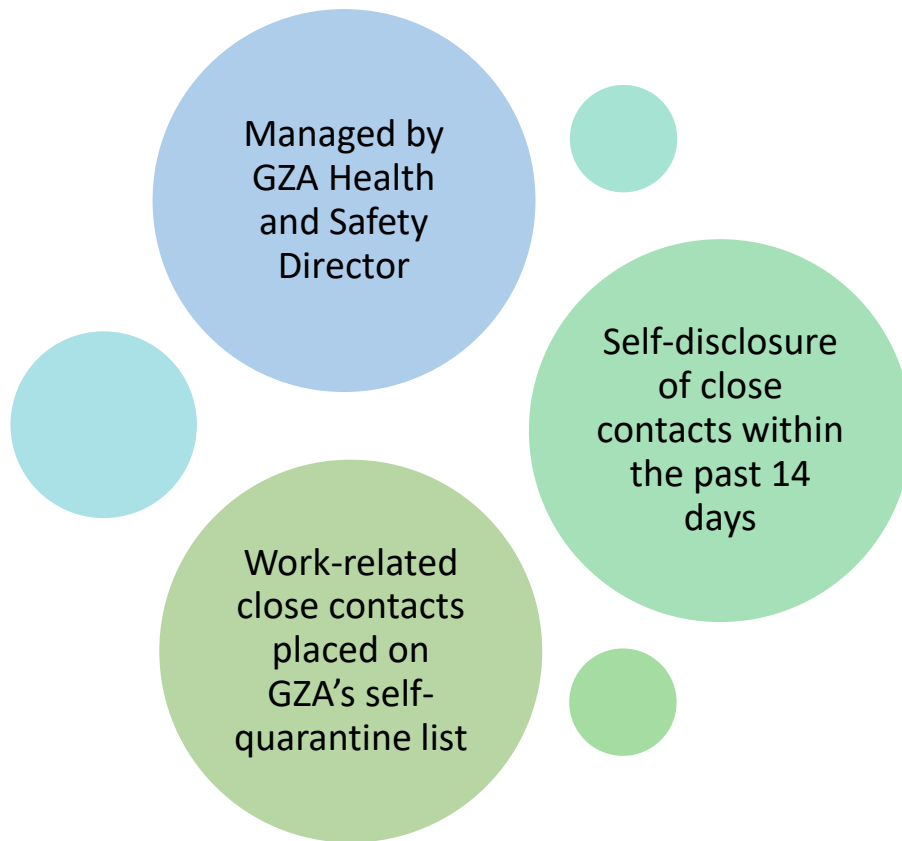 Managed by
GZA Health
and Safety
Director
Self-disclosure
of close
contacts within
the past 14
days
Work-related
close contacts
placed on
GZA’s self-
quarantine list